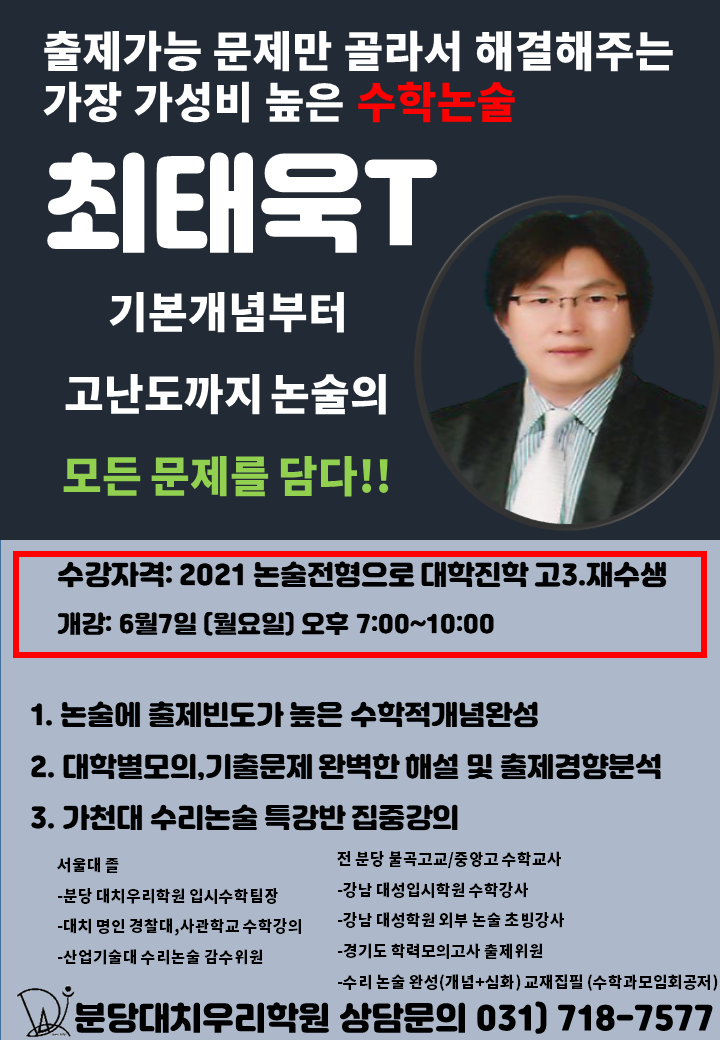 출제가능 문제만 골라서 해결해주는
가장 가성비 높은 수학논술
최태욱T
기본개념부터
고난도까지 논술의
모든 문제를 담다!!
수강자격: 2021 논술전형으로 대학진학 고3.재수생
개강: 6월7일 (월요일) 오후 7:00~10:00
1. 논술에 출제빈도가 높은 수학적개념완성
2. 대학별모의,기출문제 완벽한 해설 및 출제경향분석
3. 가천대 수리논술 특강반 집중강의
서울대 졸
-분당 대치우리학원 입시수학팀장
-대치 명인 경찰대,사관학교 수학강의
-산업기술대 수리논술 감수위원
전 분당 불곡고교/중앙고 수학교사
-강남 대성입시학원 수학강사
-강남 대성학원 외부 논술 초빙강사
-경기도 학력모의고사 출제위원
-수리 논술 완성(개념+심화) 교재집필 (수학과모임회공저)
분당대치우리학원 상담문의 031) 718-7577